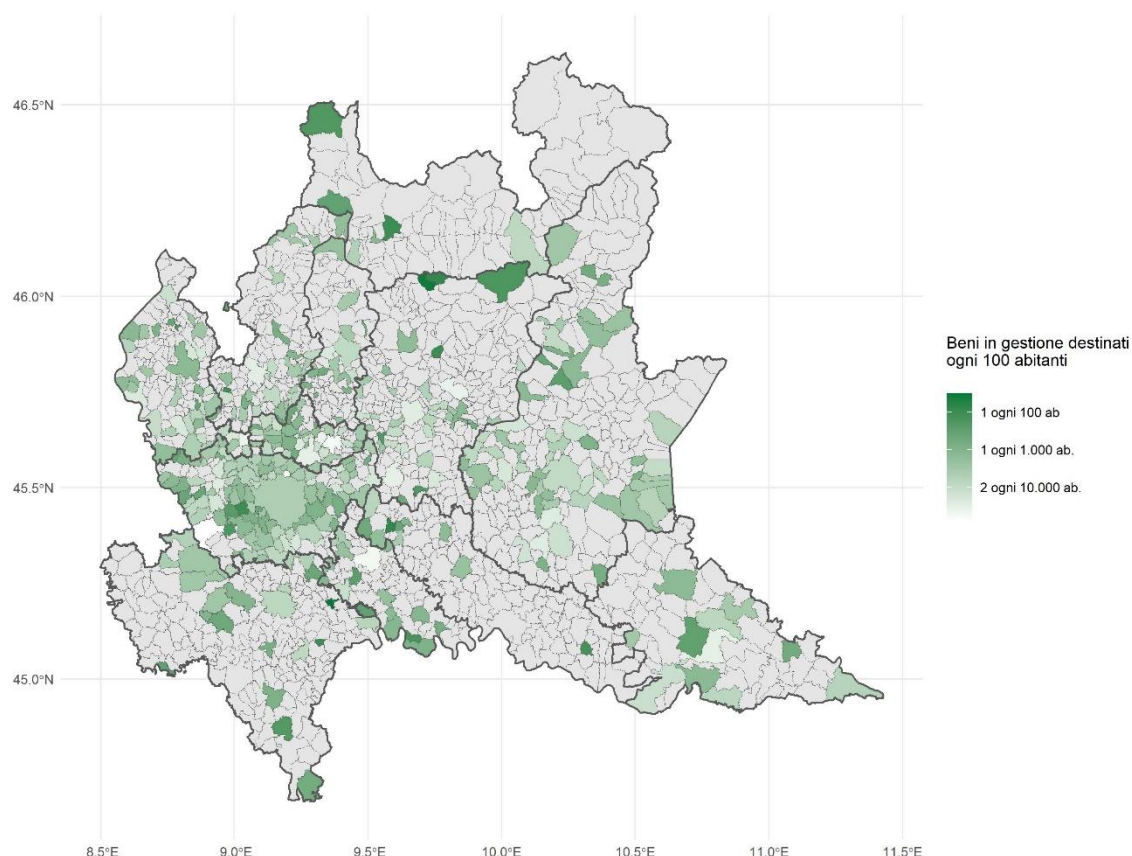 46.5°N
46.0°N
45.5°N
45.0°N
8.5°E
9.0°E
9.5°E
10.0°E
10.5°E
11.0°E
11.5°E
Beni in gestione destinati
ogni 100 abitanti
1 ogni 100 ab
1 ogni 1.000 ab.
2 ogni 10.000 ab.